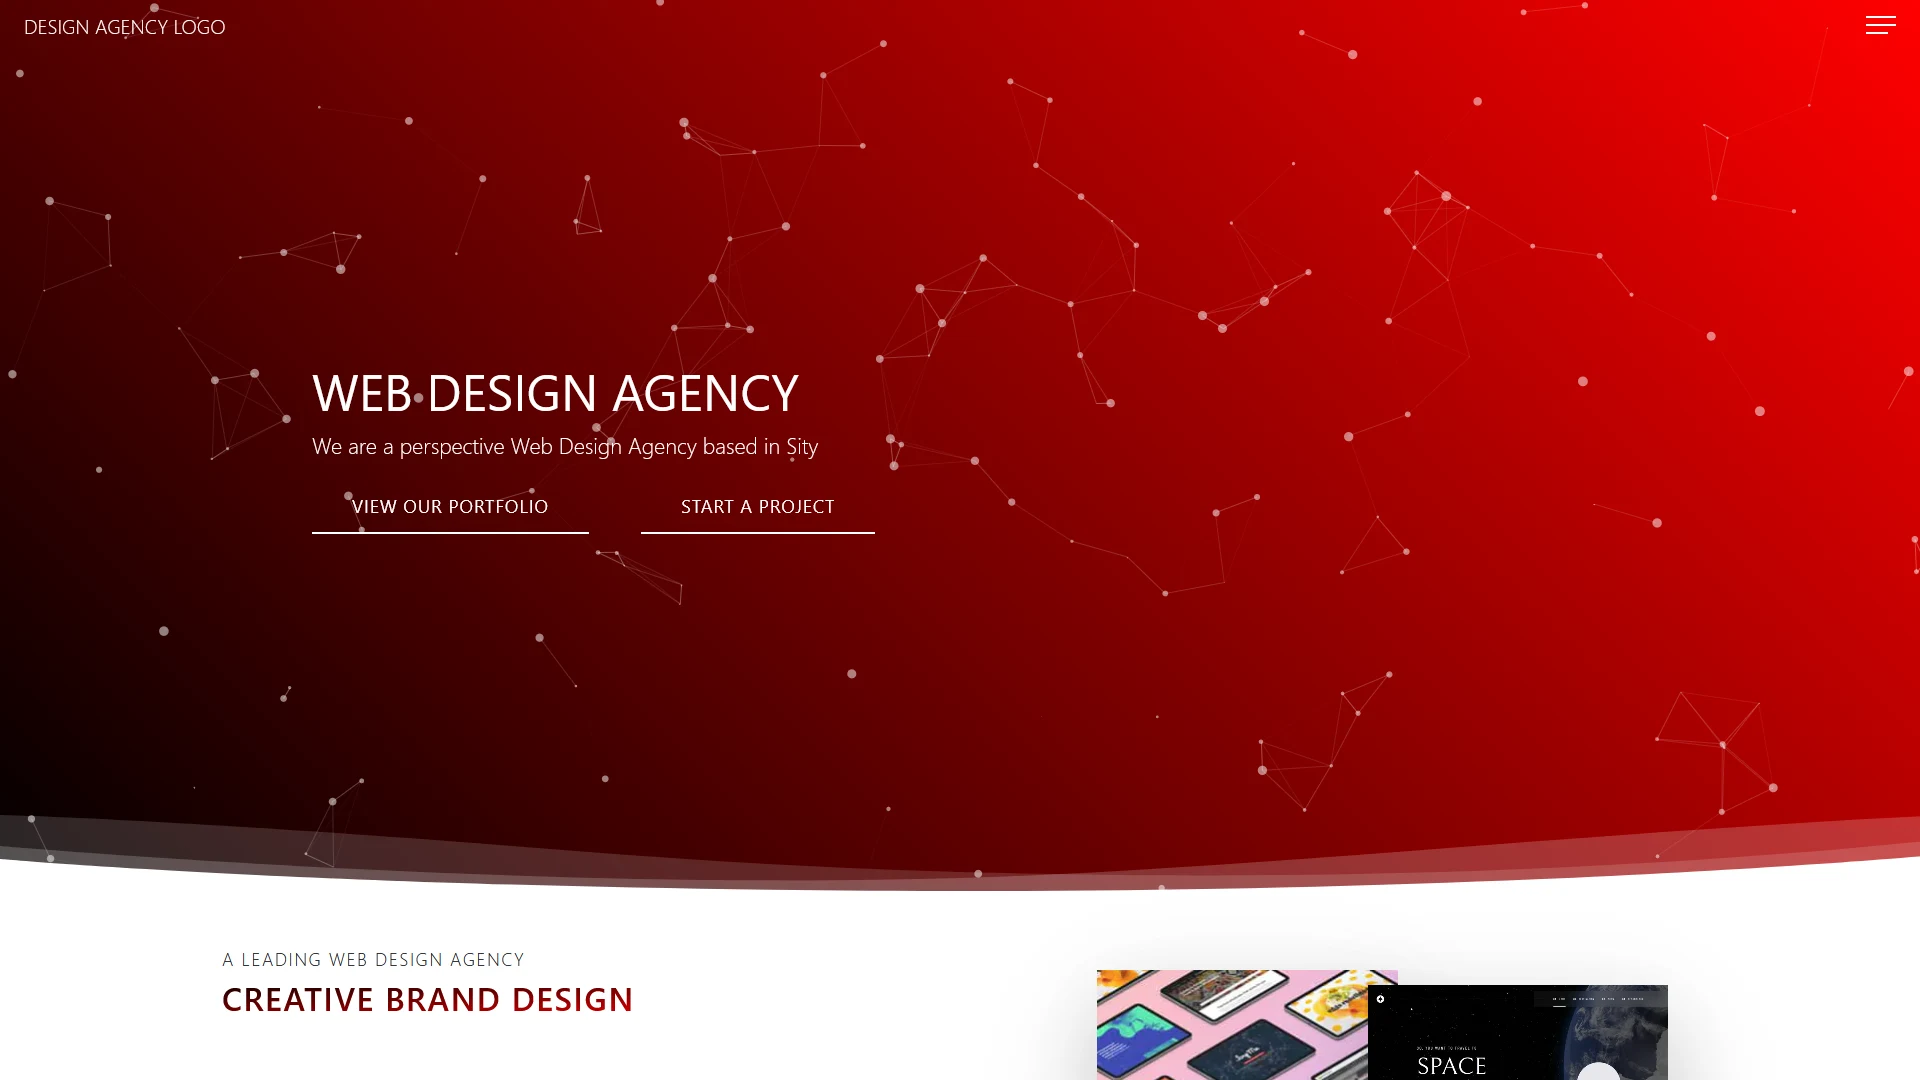 DESIGN AGENCY LOGO
WEB DESIGN AGENCY
We are a perspective Web Design Agency based in Sity
VIEW OUR PORTFOLIO
START A PROJECT
A LEADING WEB DESIGN AGENCY
CREATIVE BRAND DESIGN
SPACE